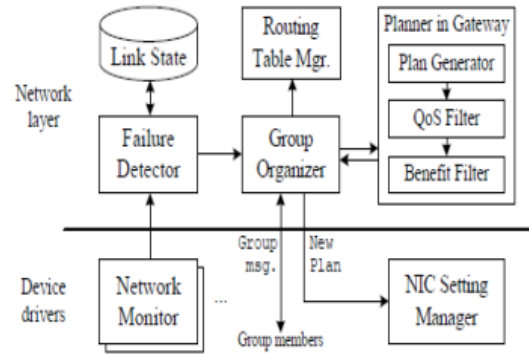 Link State
Routing
Table Mgr.
Planner in Gateway
Plan Generator
QoS Filter
Benefit Filter
Network
layer
Failure
Detector
Group
Organizer
Group
msg.
New
Plan
Device
drivers
Network
Monitor
...
Group members
NIC Setting
Manager